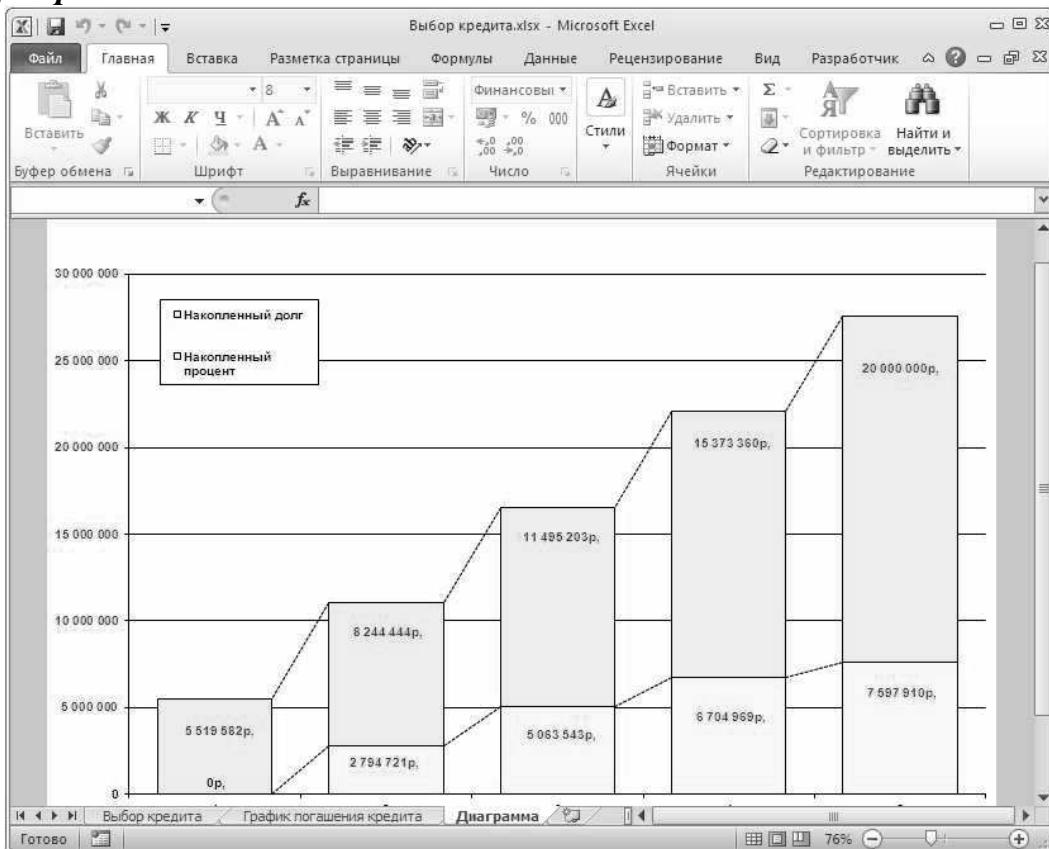 Выбор кредита.xlsx - Microsoft Excel
Файл Главная Вставка Разметка страницы Формулы Данные Рецензирование Вид Разработчик
Вставить
Буфер обмена
8
Ж К Ч А А
А
Шрифт
Выравнивание
Финансовы
% 000
,00 ,0
Число
Стили
Вставить
Удалить
Формат
Ячейки
Σ
Сортировка и фильтр
Найти и выделить
Редактирование
fx
30 000 000
Накопленный долг
Накопленный
процент
25 000 000
20 000 000р,
20 000 000
15 373 360р,
15 000 000
11 495 203р,
10 000 000
8 244 444р,
5 000 000
7 597 910р,
6 704 969р,
5 519 582р,
5 063 543р,
2 794 721р,
0р,
0
Выбор кредита График погашения кредита Диаграмма
Готово 76%